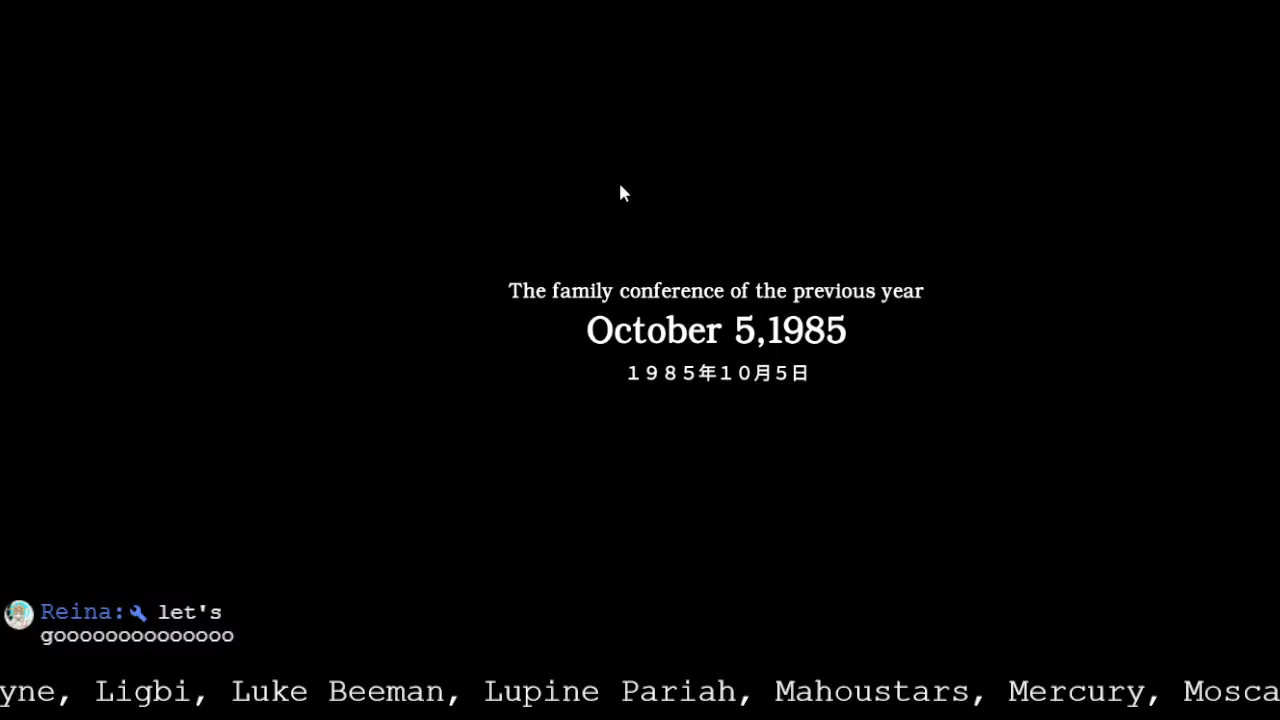 The family conference of the previous year
October 5,1985
１９８５年１０月５日
Reina: let's
gooooooooooooooo
yne, Ligbi, Luke Beeman, Lupine Pariah, Mahoustars, Mercury, Mosca